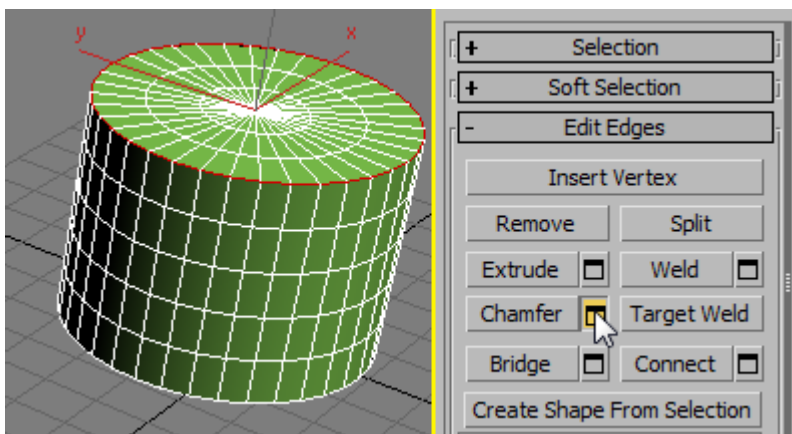 y
x
+ Selection
+ Soft Selection
- Edit Edges
Insert Vertex
Remove Split
Extrude Weld
Chamfer Target Weld
Bridge Connect
Create Shape From Selection